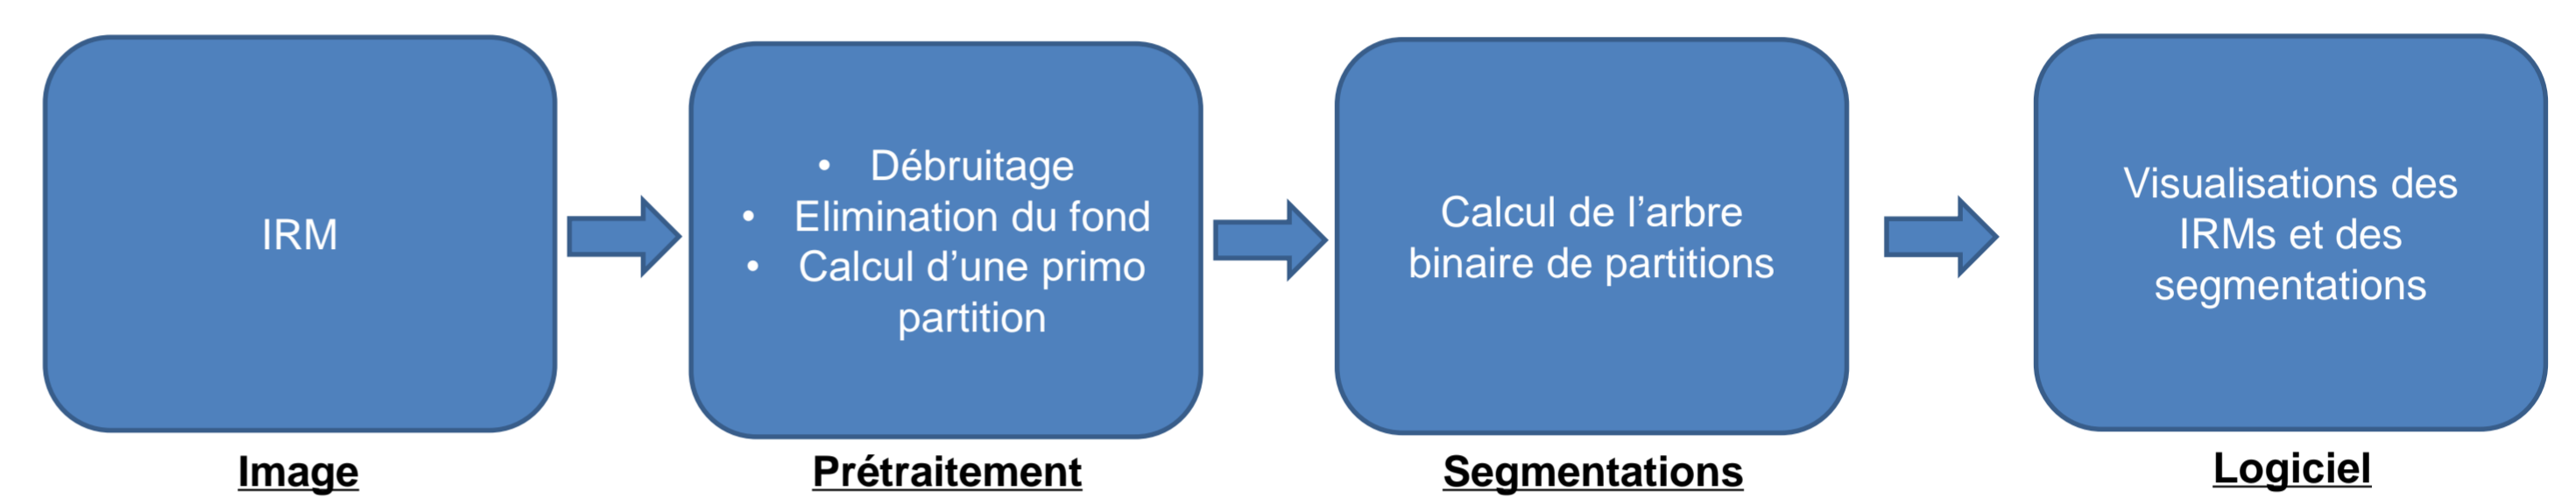 IRM
• Débruitage
• Elimination du fond
• Calcul d’une primo
partition
Calcul de l’arbre
binaire de partitions
Visualisations des
IRMs et des
segmentations
Image
Prétraitement
Segmentations
Logiciel